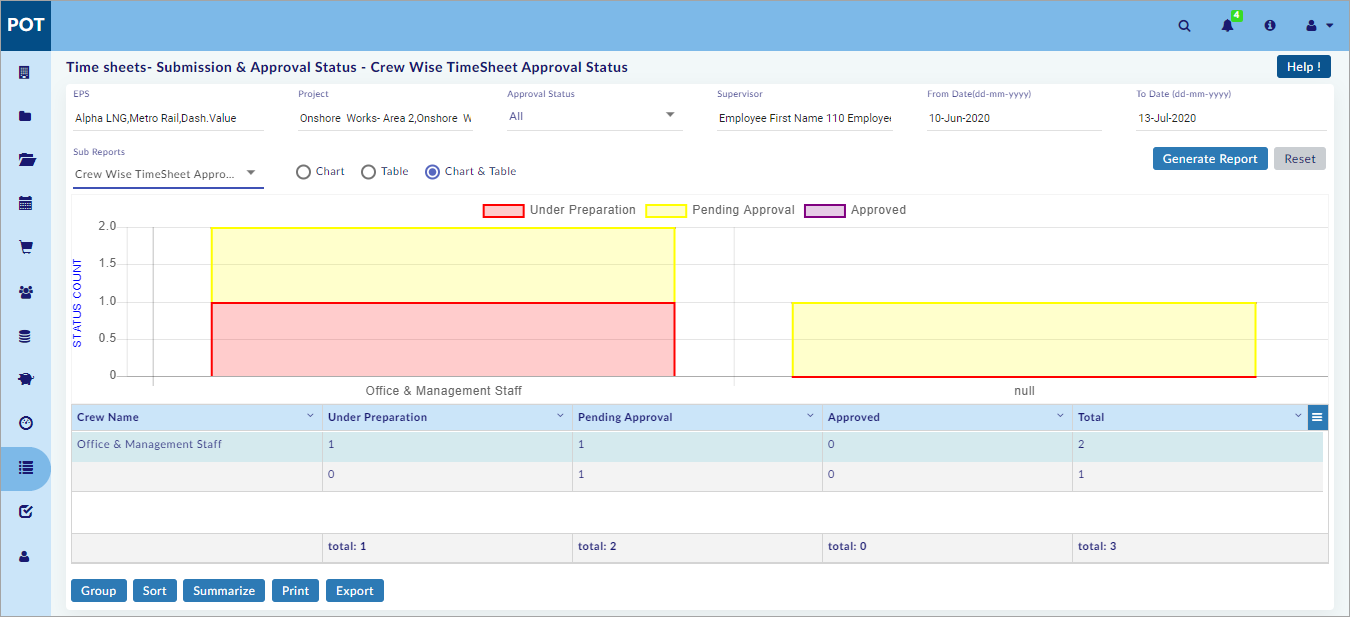 POT
4
Time sheets- Submission & Approval Status - Crew Wise TimeSheet Approval Status
Help !
EPS
Project
Approval Status
Supervisor
From Date(dd-mm-yyyy)
To Date (dd-mm-yyyy)
Alpha LNG,Metro Rail,Dash.Value
Onshore Works- Area 2,Onshore W
All
Employee First Name 110 Employee
10-Jun-2020
13-Jul-2020
Sub Reports
Crew Wise TimeSheet Appro...
Chart
Table
Chart & Table
Generate Report
Reset
Under Preparation
Pending Approval
Approved
STATUS COUNT
2.0
1.5
1.0
0.5
0
Office & Management Staff
null
Crew Name
Under Preparation
Pending Approval
Approved
Total
Office & Management Staff
1
1
0
2
0
1
0
1
total: 1
total: 2
total: 0
total: 3
Group
Sort
Summarize
Print
Export